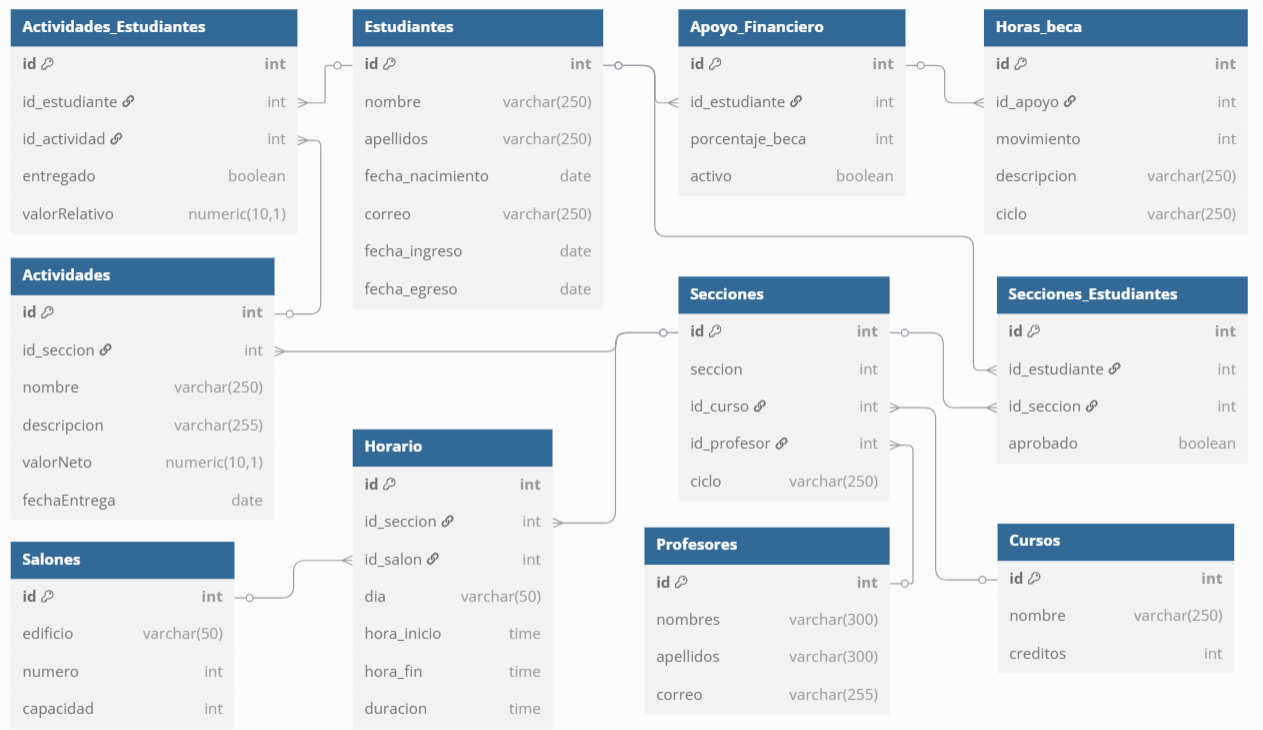 Actividades_Estudiantes
id int
id_estudiante int
id_actividad int
entregado boolean
valorRelativo numeric(10,1)
Estudiantes
id int
nombre varchar(250)
apellidos varchar(250)
fecha_nacimiento date
correo varchar(250)
fecha_ingreso date
fecha_egreso date
Apoyo_Financiero
id int
id_estudiante int
porcentaje_beca int
activo boolean
Horas_beca
id int
id_apoyo int
movimiento int
descripcion varchar(250)
ciclo varchar(250)
Actividades
id int
id_seccion int
nombre varchar(250)
descripcion varchar(255)
valorNeto numeric(10,1)
fechaEntrega date
Secciones
id int
seccion int
id_curso int
id_profesor int
ciclo varchar(250)
Secciones_Estudiantes
id int
id_estudiante int
id_seccion int
aprobado boolean
Horario
id int
id_seccion int
id_salon int
dia varchar(50)
hora_inicio time
hora_fin time
duracion time
Salones
id int
edificio varchar(50)
numero int
capacidad int
Profesores
id int
nombres varchar(300)
apellidos varchar(300)
correo varchar(255)
Cursos
id int
nombre varchar(250)
creditos int